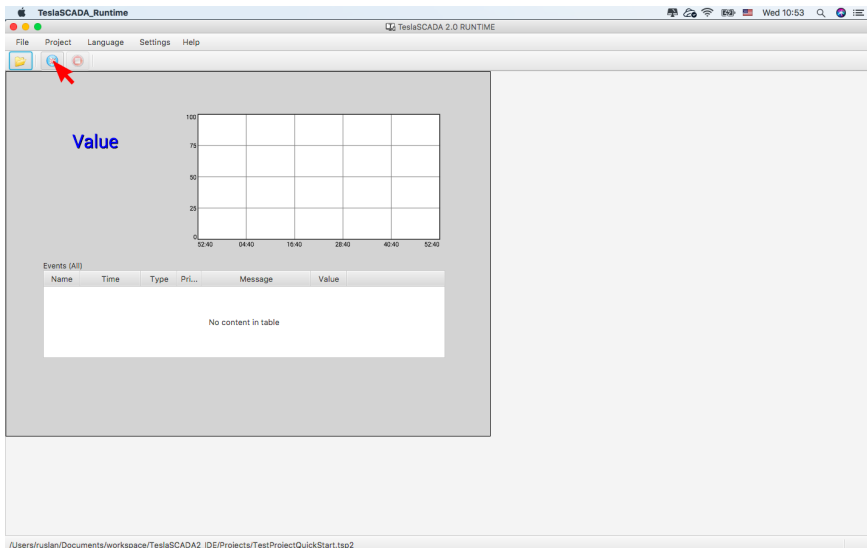 TeslaSCADA_Runtime Wed 10:53
TeslaSCADA 2.0 RUNTIME
File Project Language Settings Help
Value
100
75
50
25
0
52:40 04:40 16:40 28:40 40:40 52:40
Events (All)
Name Time Type Pri... Message Value
No content in table
/Users/ruslan/Documents/workspace/TeslaSCADA2_IDE/Projects/TestProjectQuickStart.tsp2